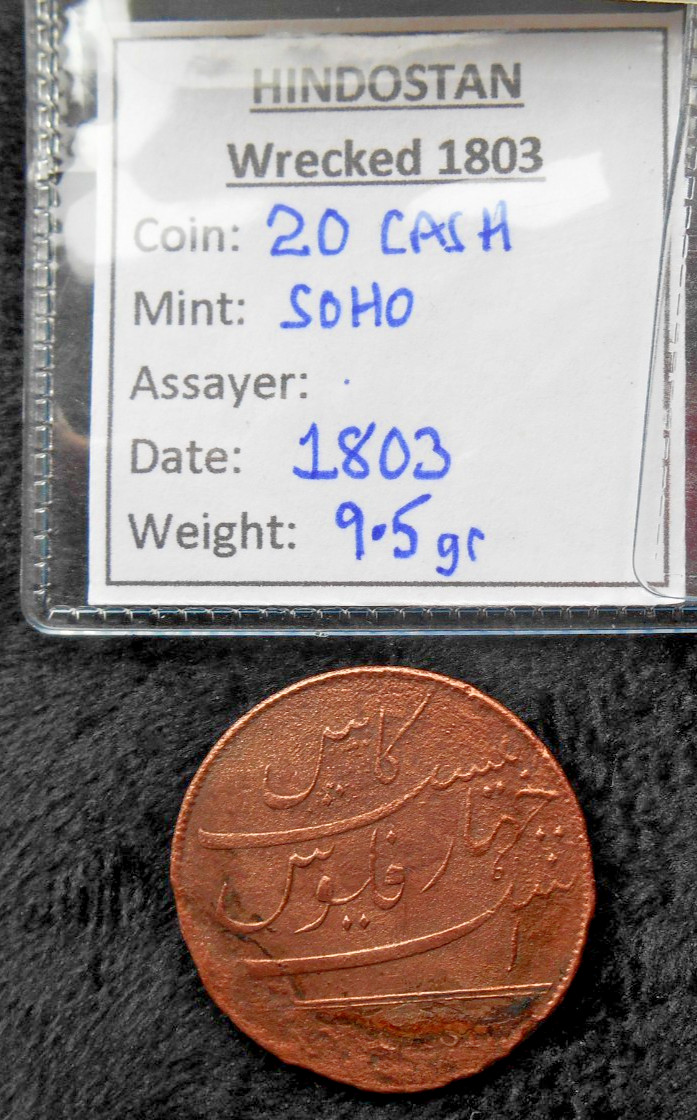 HINDOSTAN
Wrecked 1803
Coin: 20 CASH
Mint: SOHO
Assayer:
Date: 1803
Weight: 9.5 gr
بیست کاس
چهار فلوس
است